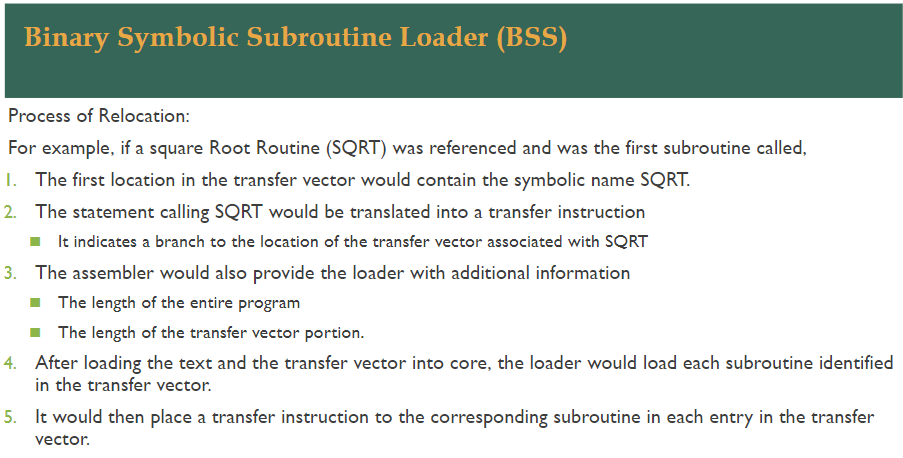 Binary Symbolic Subroutine Loader (BSS)
Process of Relocation:
For example, if a square Root Routine (SQRT) was referenced and was the first subroutine called,
1. The first location in the transfer vector would contain the symbolic name SQRT.
2. The statement calling SQRT would be translated into a transfer instruction
It indicates a branch to the location of the transfer vector associated with SQRT
3. The assembler would also provide the loader with additional information
The length of the entire program
The length of the transfer vector portion.
4. After loading the text and the transfer vector into core, the loader would load each subroutine identified
in the transfer vector.
5. It would then place a transfer instruction to the corresponding subroutine in each entry in the transfer
vector.